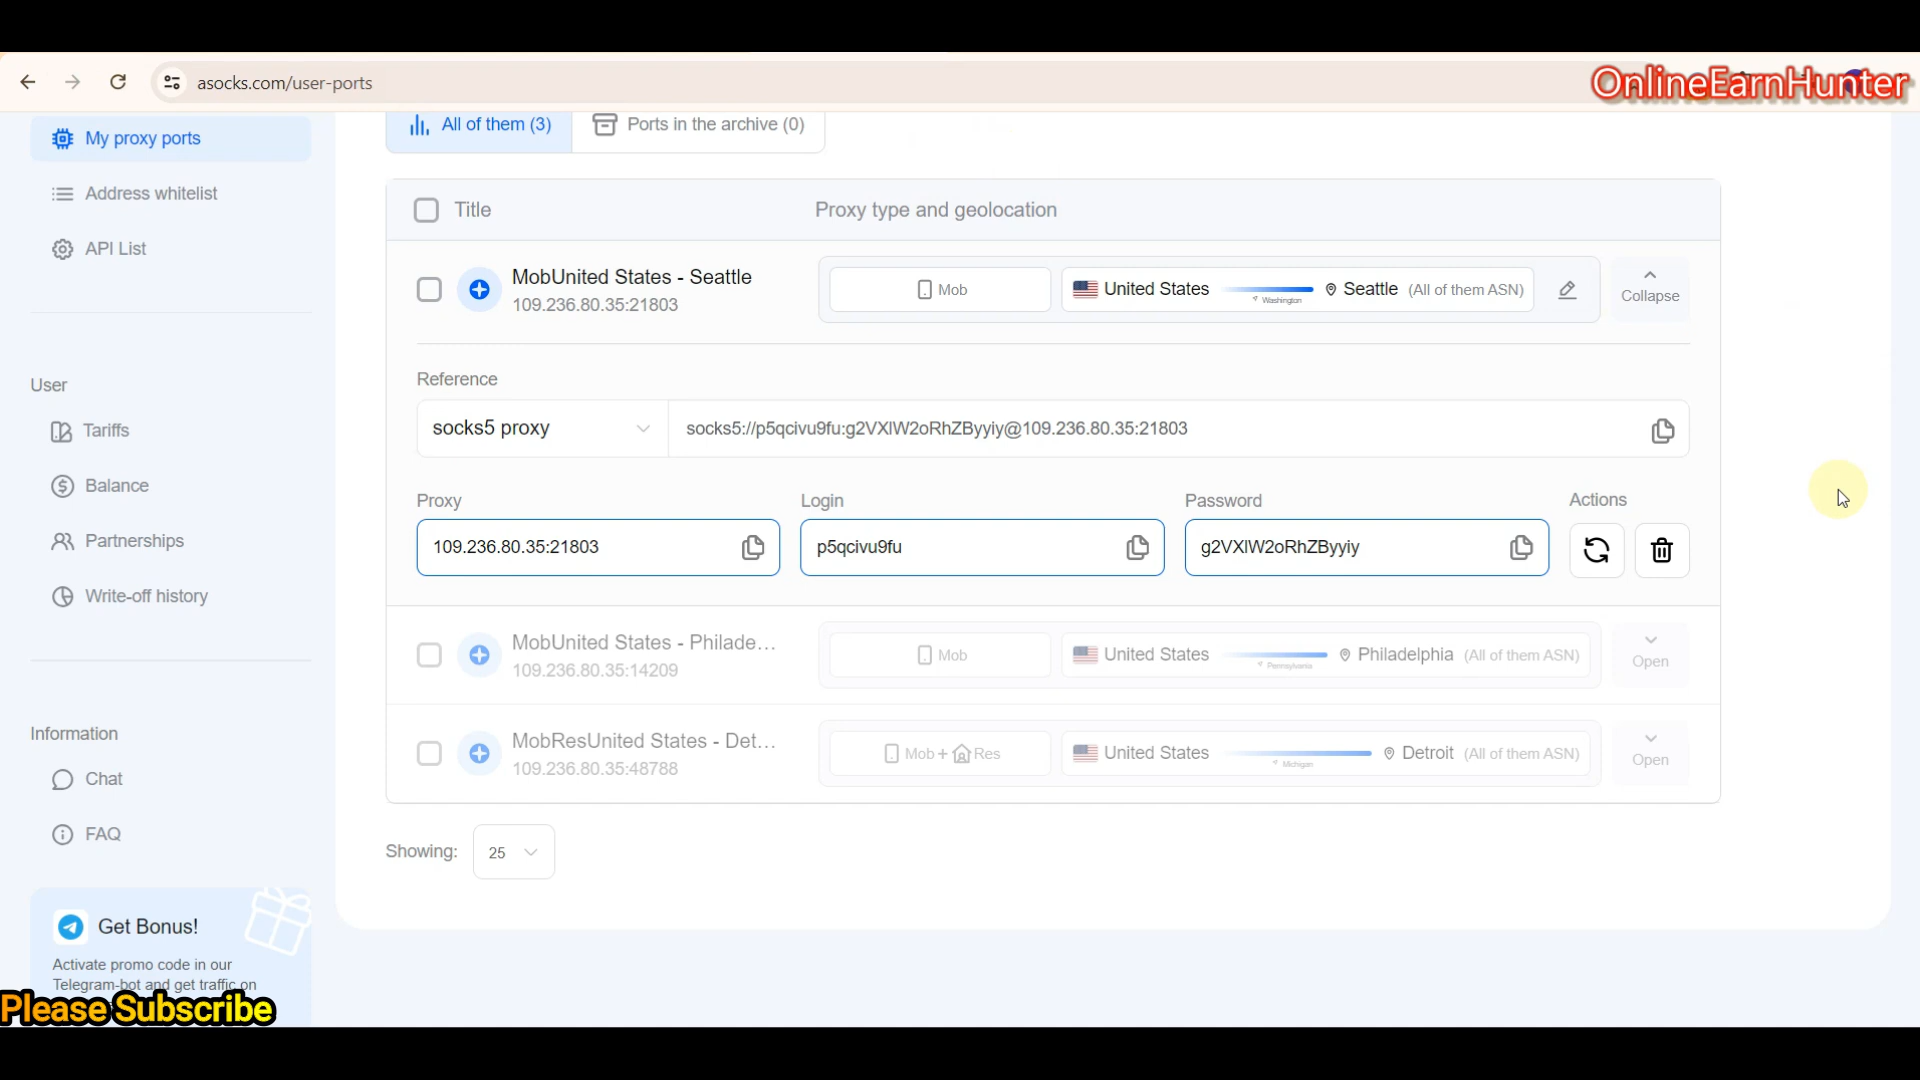 asocks.com/user-ports
OnlineEarnHunter
My proxy ports
Address whitelist
API List
User
Tariffs
Balance
Partnerships
Write-off history
Information
Chat
FAQ
Get Bonus!
Activate promo code in our
Telegram-bot and get traffic on
Please Subscribe
All of them (3)
Ports in the archive (0)
Title
Proxy type and geolocation
MobUnited States - Seattle
109.236.80.35:21803
Mob
United States
Washington
Seattle (All of them ASN)
Collapse
Reference
socks5 proxy
socks5://p5qcivu9fu:g2VXlW2oRhZByyiy@109.236.80.35:21803
Proxy
Login
Password
Actions
109.236.80.35:21803
p5qcivu9fu
g2VXlW2oRhZByyiy
MobUnited States - Philade...
109.236.80.35:14209
Mob
United States
Pennsylvania
Philadelphia (All of them ASN)
Open
MobResUnited States - Det...
109.236.80.35:48788
Mob + Res
United States
Michigan
Detroit (All of them ASN)
Open
Showing:
25